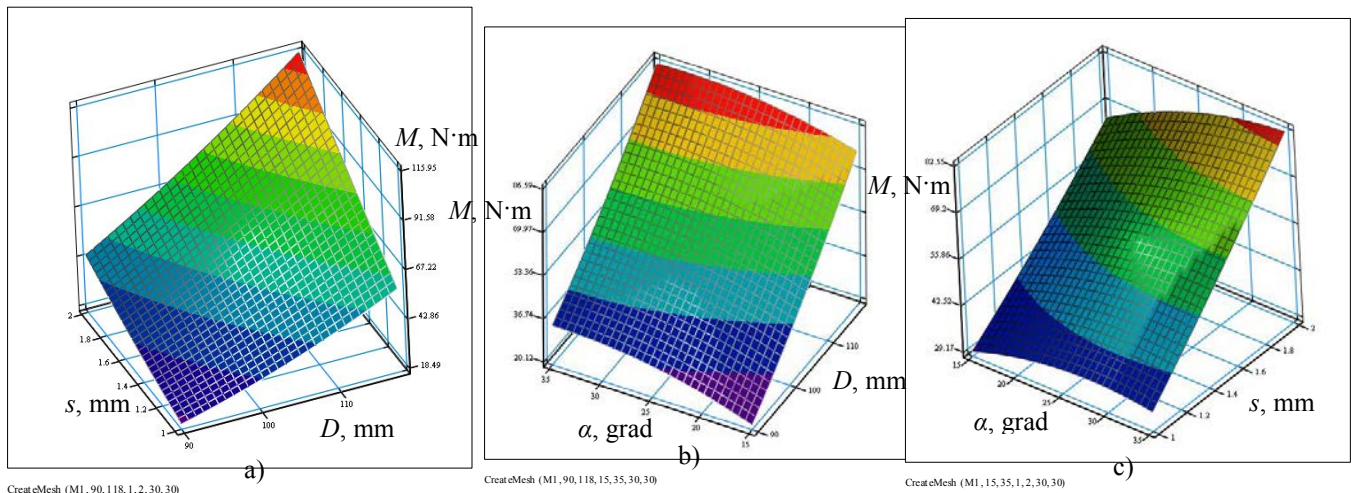 M, N·m
115.95
91.58
67.22
42.86
18.49
2
1.8
1.6
1.4
1.2
1
90
100
110
s, mm
D, mm
a)
CreateMesh (M1, 90, 118, 1, 2, 30, 30)
M, N·m
86.59
69.97
53.36
36.74
20.12
35
30
25
20
15
90
100
110
α, grad
D, mm
b)
CreateMesh (M1, 90, 118, 15, 35, 30, 30)
M, N·m
82.55
69.2
55.86
42.52
29.17
15
20
25
30
35
1
1.2
1.4
1.6
1.8
2
α, grad
s, mm
c)
CreateMesh (M1, 15, 35, 1, 2, 30, 30)